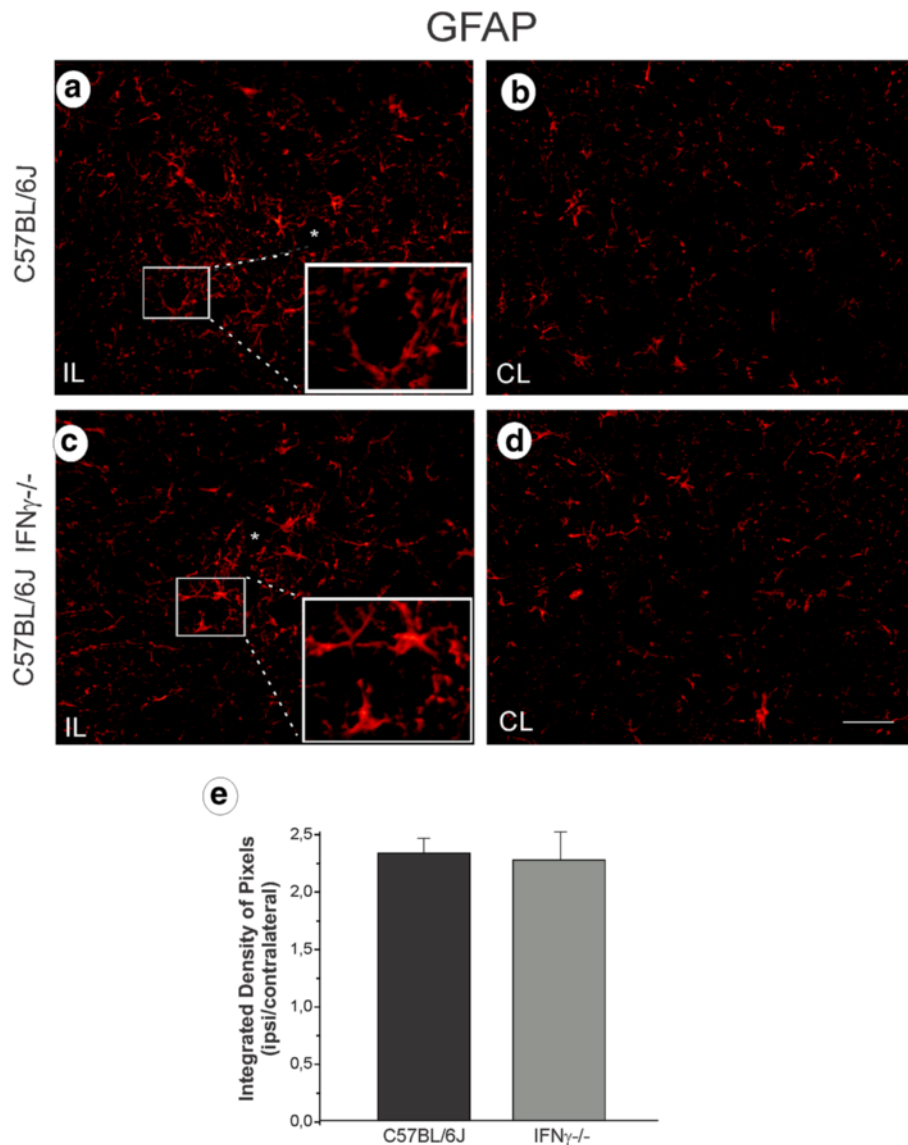 GFAP
C57BL/6J
a
*
IL
b
CL
C57BL/6J IFNγ-/-
c
*
IL
d
CL
e
Integrated Density of Pixels
(ipsi/contralateral)
2,5
2,0
1,5
1,0
0,5
0,0
C57BL/6J IFNγ-/-